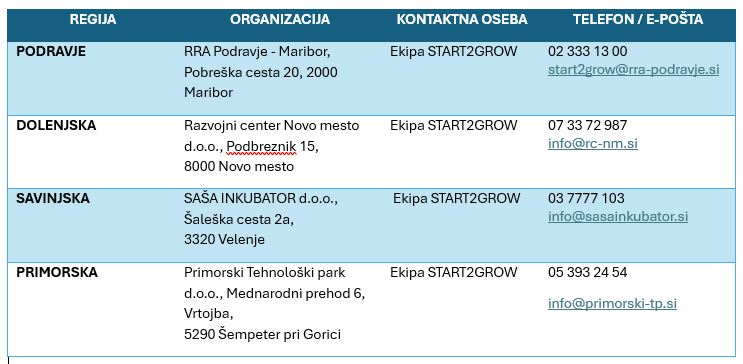 REGIJA ORGANIZACIJA KONTAKTNA OSEBA TELEFON / E-POŠTA
PODRAVJE RRA Podravje - Maribor, Ekipa START2GROW 02 333 13 00
Pobreška cesta 20, 2000 start2grow@rra-podravje.si
Maribor
DOLENJSKA Razvojni center Novo mesto Ekipa START2GROW 07 33 72 987
d.o.o., Podbreznik 15, info@rc-nm.si
8000 Novo mesto
SAVINJSKA SAŠA INKUBATOR d.o.o., Ekipa START2GROW 03 7777 103
Šaleška cesta 2a, info@sasainkubator.si
3320 Velenje
PRIMORSKA Primorski Tehnološki park Ekipa START2GROW 05 393 24 54
d.o.o., Mednarodni prehod 6,
Vrtojba, info@primorski-tp.si
5290 Šempeter pri Gorici